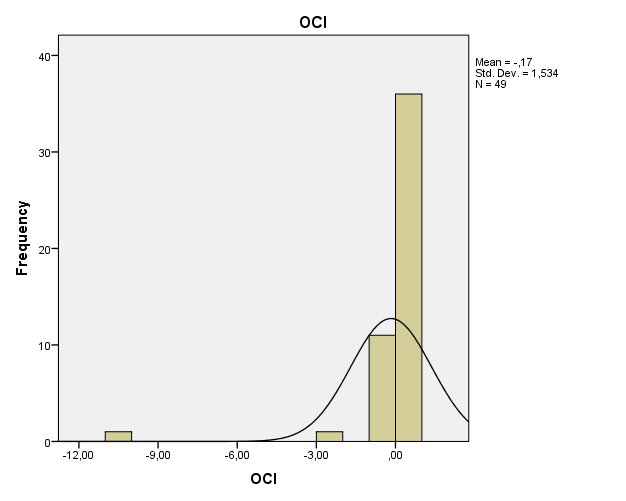 OCI
Mean = -,17
Std. Dev. = 1,534
N = 49
40
30
20
10
0
Frequency
-12,00 -9,00 -6,00 -3,00 ,00
OCI